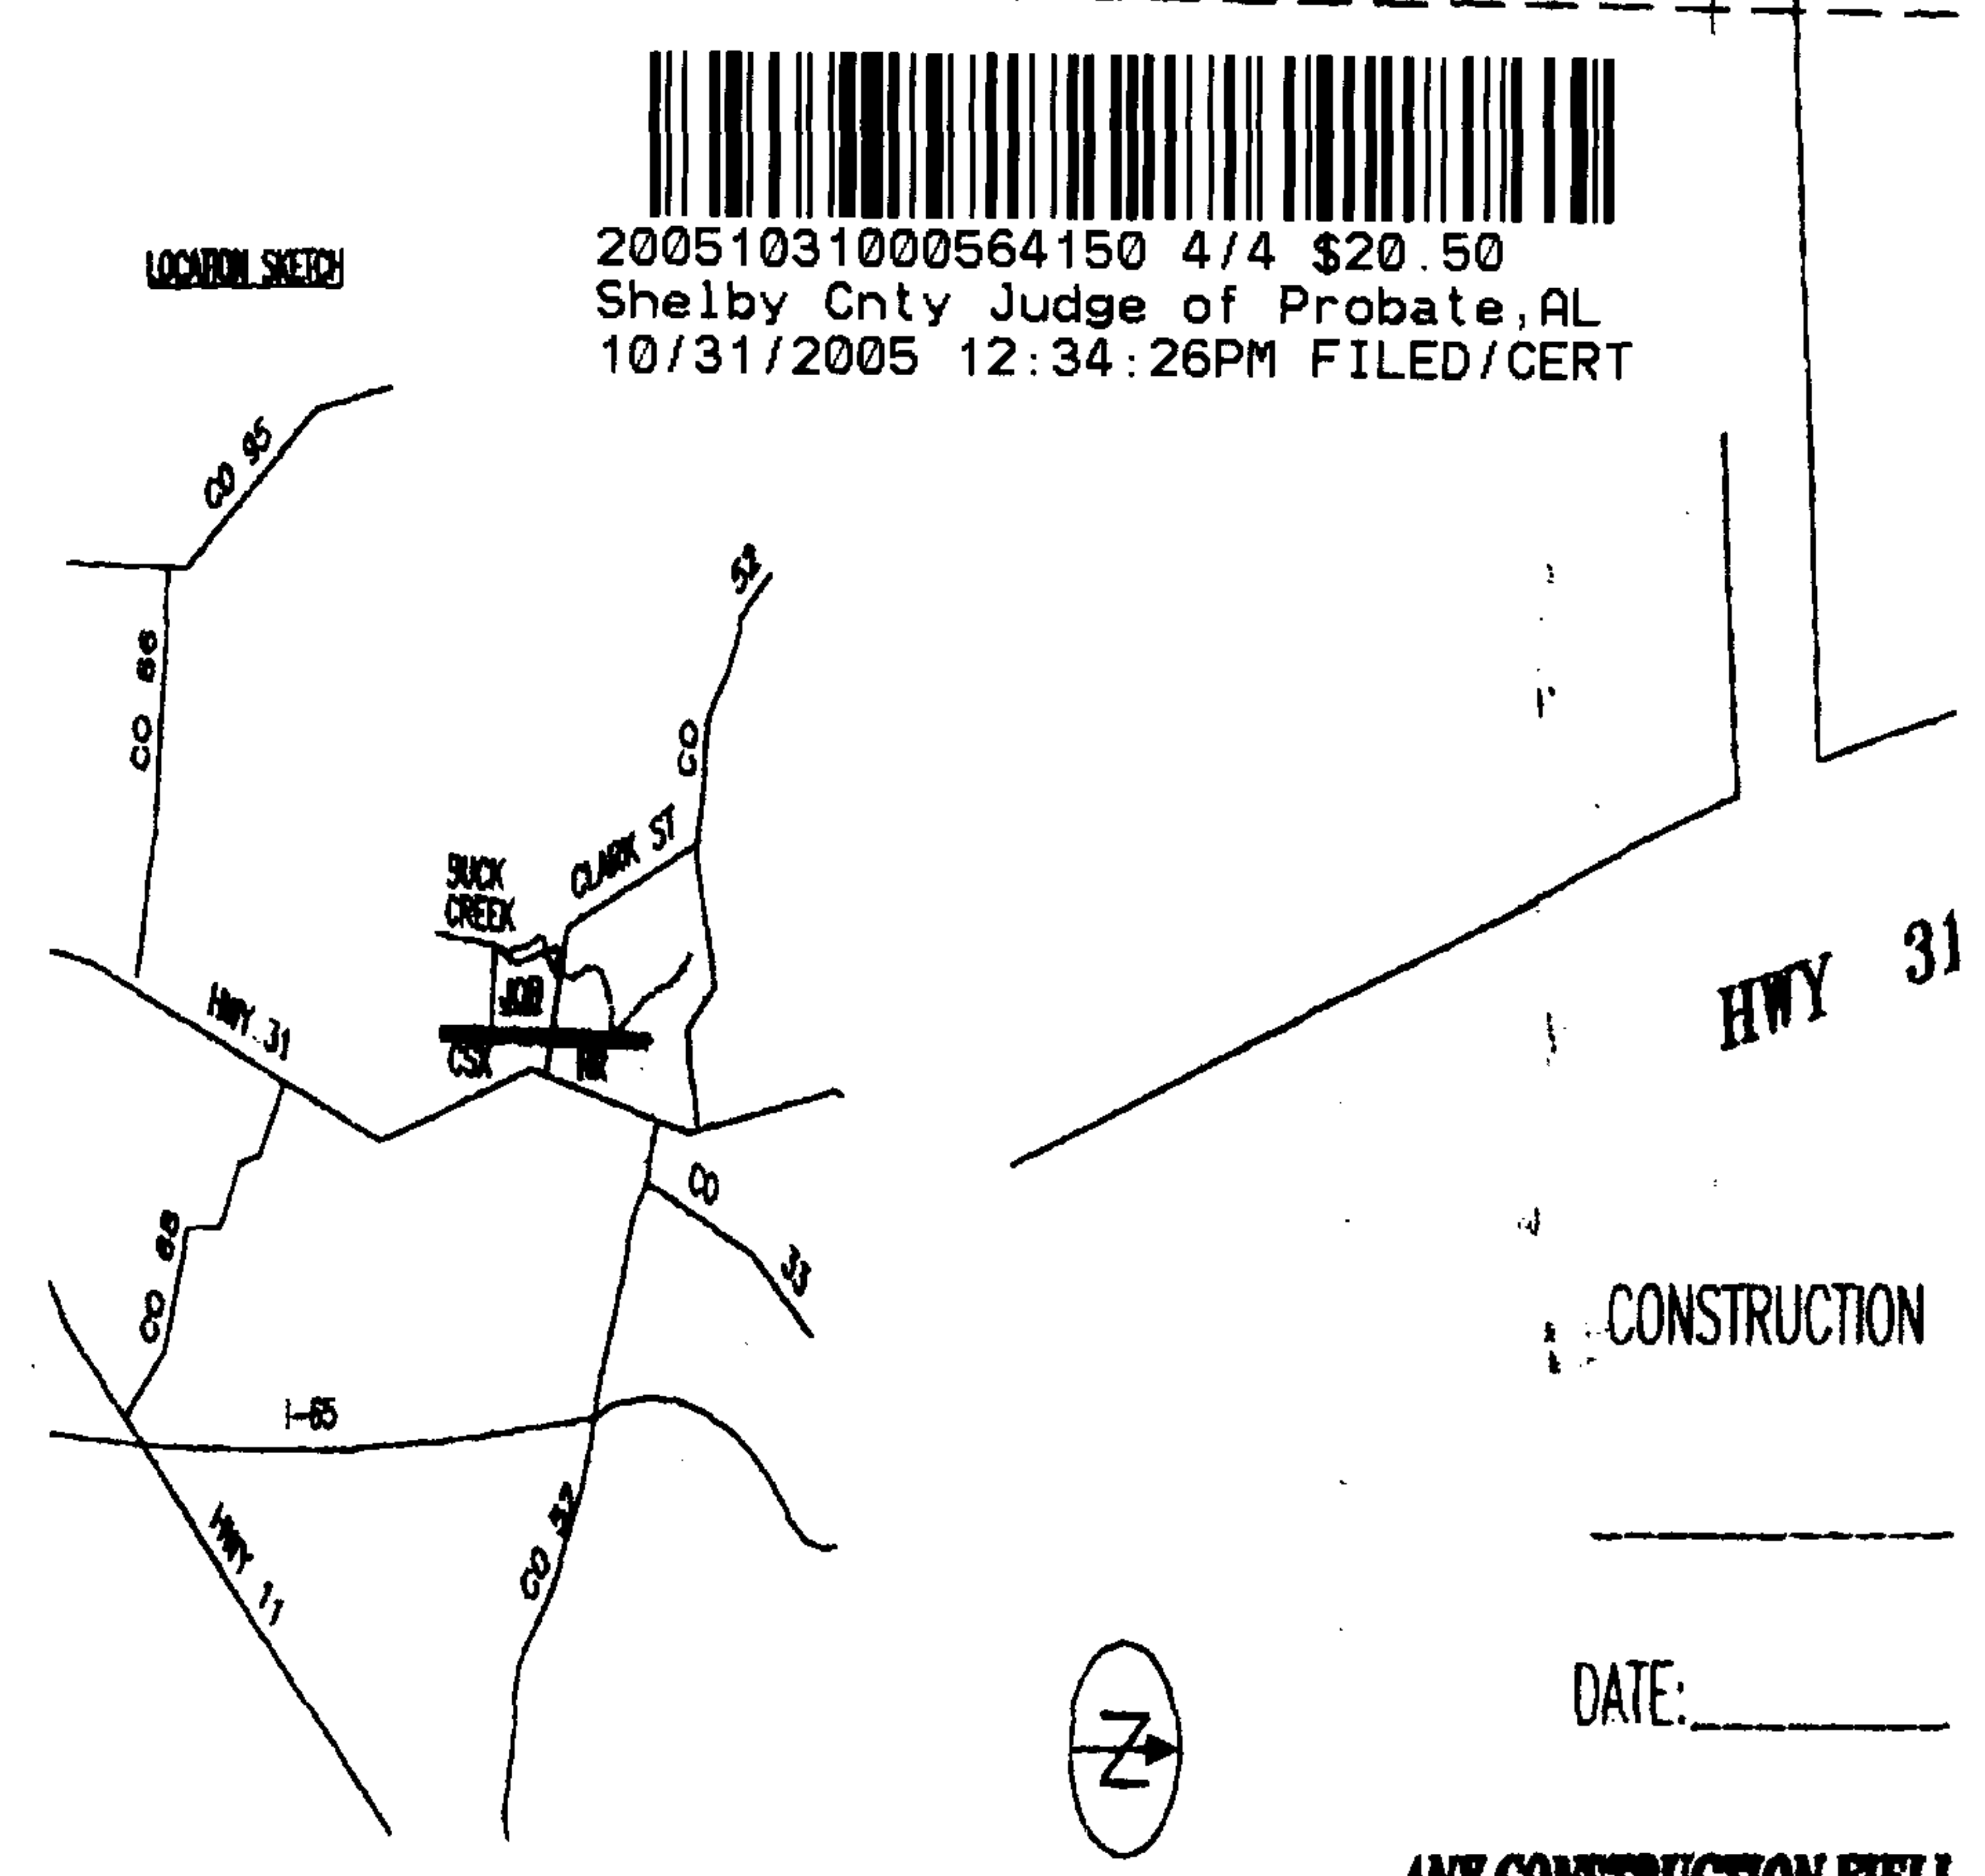 20051031000564150 4/4 $20.50
Shelby Cnty Judge of Probate,AL
10/31/2005 12:34:26PM FILED/CERT
LOCATION SKETCH
CO 95
52
CO
CO 
CLARK ST
BUCK
CREEK
JOB
HWY 31
HWY. 31
CSX RR
CO
33
CONSTRUCTION
CO
I-65
CO 52
HWY 11
DATE:
Z
ANY CONSTRUCTION